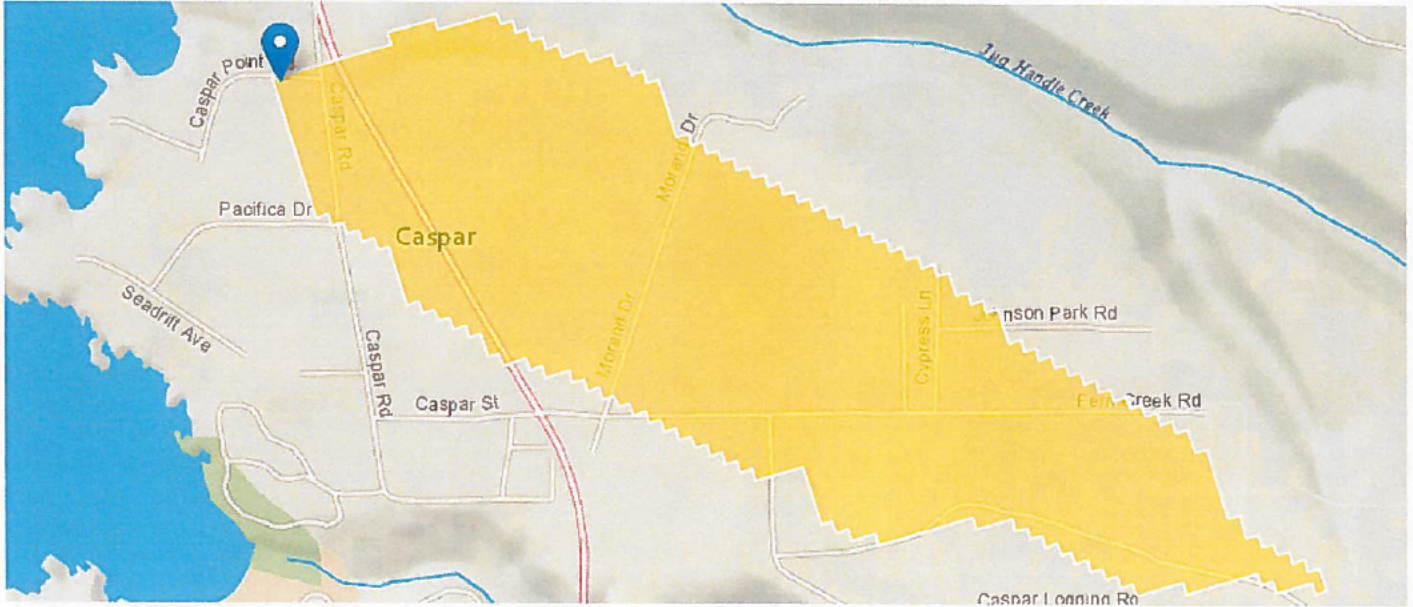 Jug Handle Creek
Caspar Point
Caspar Rd
Morand Dr
Pacifica Dr
Caspar
Seadrift Ave
Morand Dr
Cypress Ln
nson Park Rd
Caspar Rd
Caspar St
Creek Rd
Caspar Logging Rd